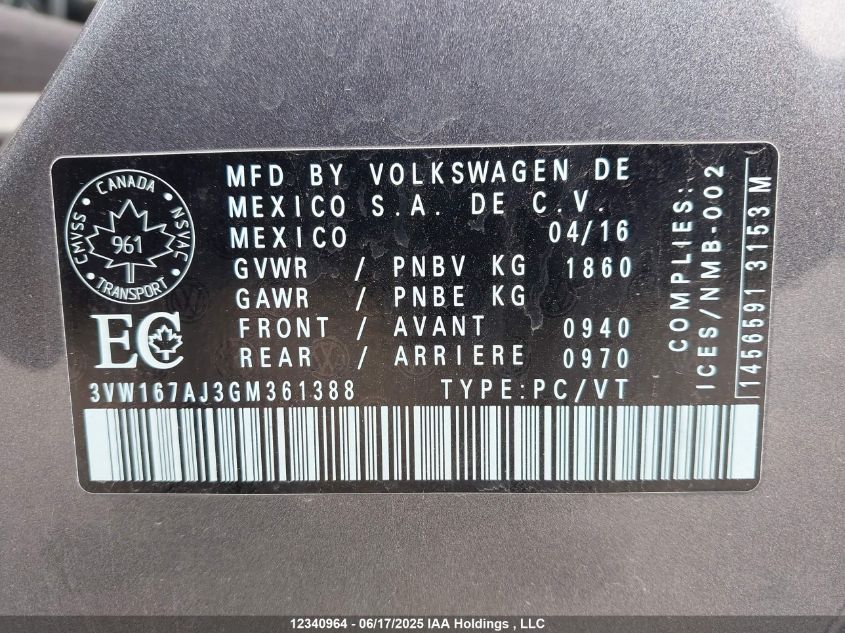 CANADA
CMVSS
NSVAC
961
TRANSPORT
EC
MFD BY VOLKSWAGEN DE
MEXICO S.A. DE C.V.
MEXICO 04/16
GVWR / PNBV KG 1860
GAWR / PNBE KG
FRONT / AVANT 0940
REAR / ARRIERE 0970
3VW167AJ3GM361388 TYPE:PC/VT
COMPLIES:
ICES/NMB-002
1456591 3153 M
12340964 - 06/17/2025 IAA Holdings , LLC